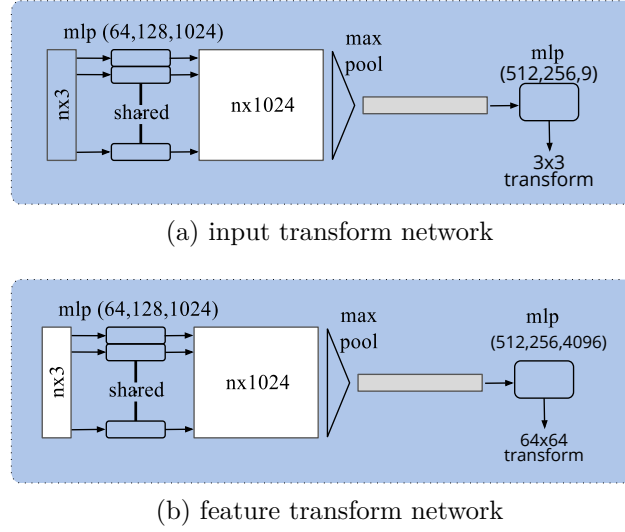 mlp (64,128,1024)
max
pool
mlp
(512,256,9)
nx3
shared
nx1024
3x3
transform
(a) input transform network
mlp (64,128,1024)
max
pool
mlp
(512,256,4096)
nx3
shared
nx1024
64x64
transform
(b) feature transform network